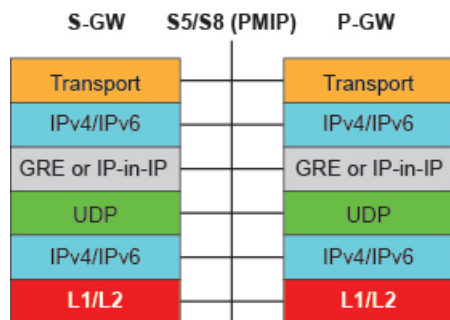 S-GW S5/S8 (PMIP) P-GW
Transport Transport
IPv4/IPv6 IPv4/IPv6
GRE or IP-in-IP GRE or IP-in-IP
UDP UDP
IPv4/IPv6 IPv4/IPv6
L1/L2 L1/L2